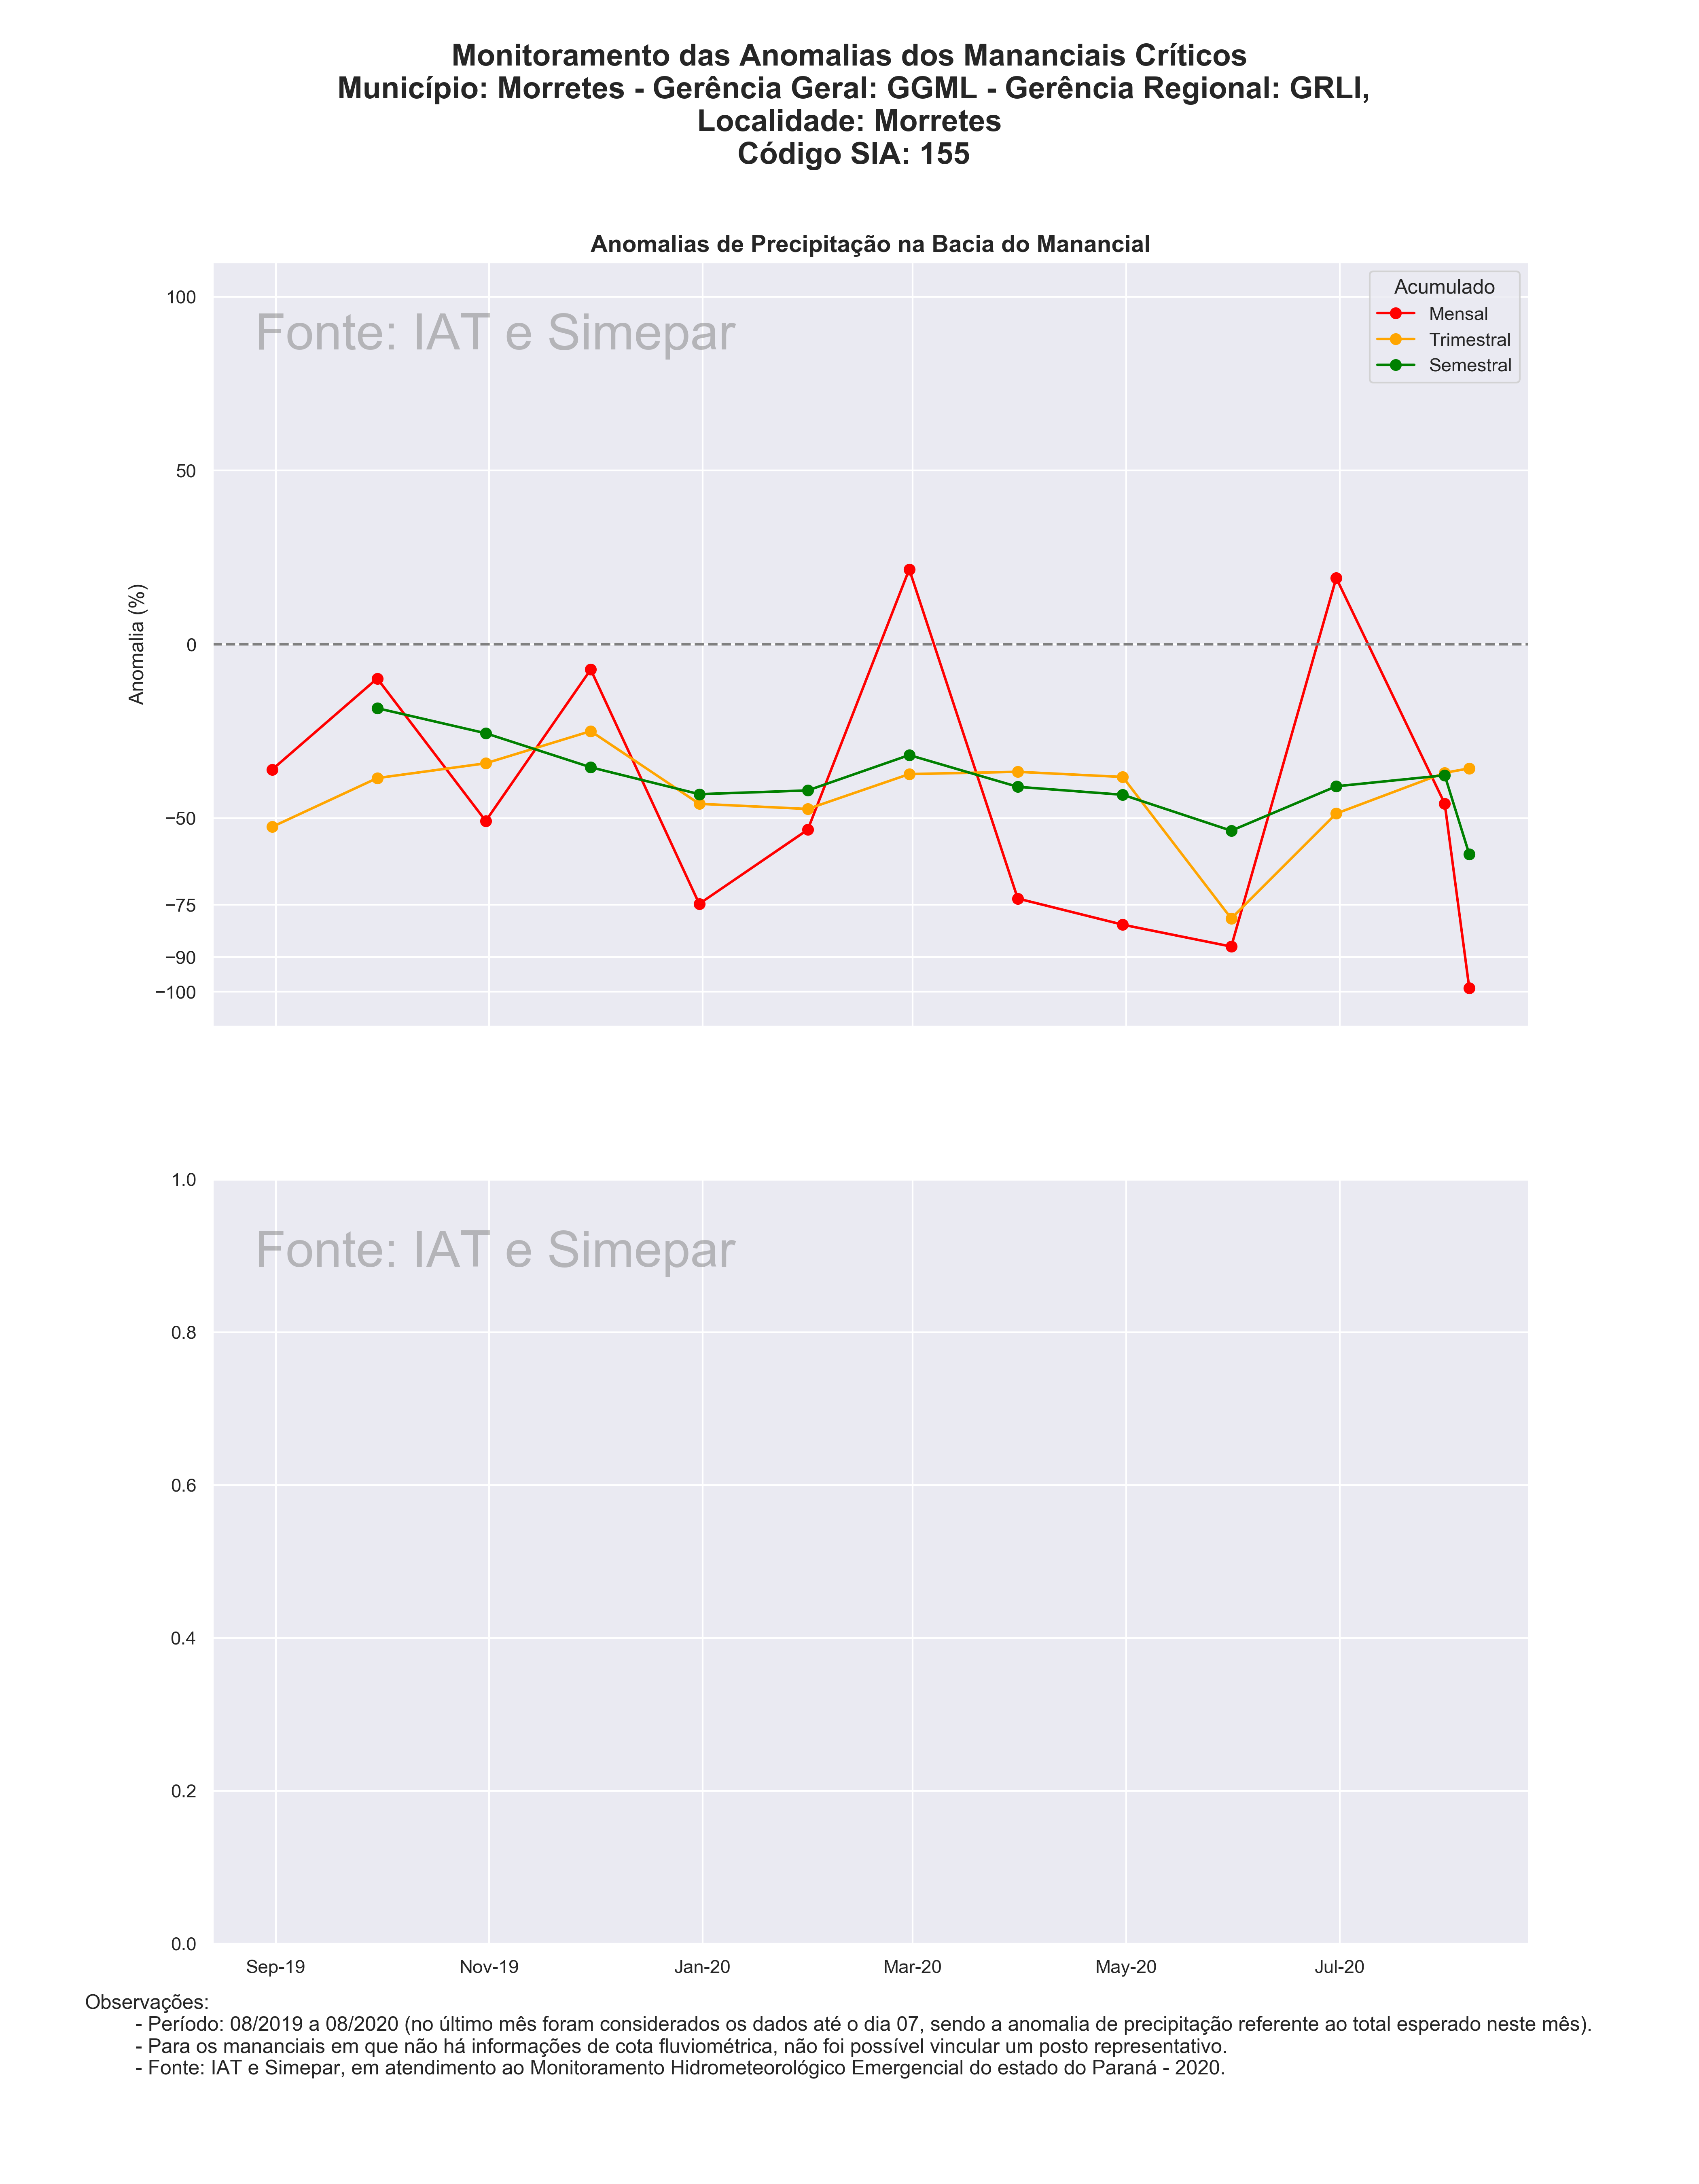 Monitoramento das Anomalias dos Mananciais Críticos
Município: Morretes - Gerência Geral: GGML - Gerência Regional: GRLI,
Localidade: Morretes
Código SIA: 155
Anomalias de Precipitação na Bacia do Manancial
Fonte: IAT e Simepar
Acumulado
Mensal
Trimestral
Semestral
Anomalia (%)
100
50
0
−50
−75
−90
−100
Fonte: IAT e Simepar
1.0
0.8
0.6
0.4
0.2
0.0
Sep-19 Nov-19 Jan-20 Mar-20 May-20 Jul-20
Observações:
- Período: 08/2019 a 08/2020 (no último mês foram considerados os dados até o dia 07, sendo a anomalia de precipitação referente ao total esperado neste mês).
- Para os mananciais em que não há informações de cota fluviométrica, não foi possível vincular um posto representativo.
- Fonte: IAT e Simepar, em atendimento ao Monitoramento Hidrometeorológico Emergencial do estado do Paraná - 2020.